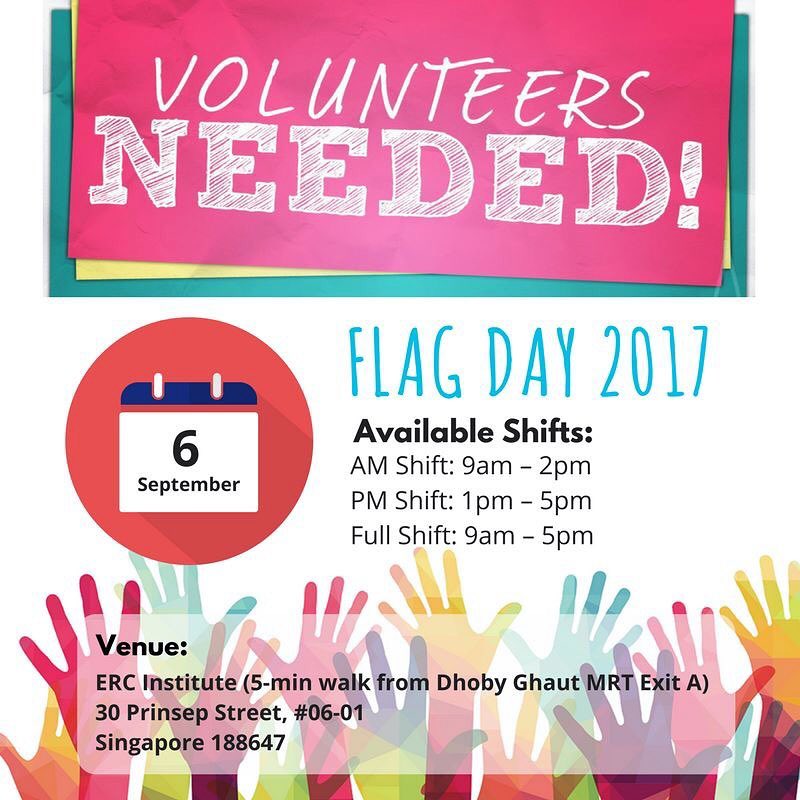 VOLUNTEERS
NEEDED!
FLAG DAY 2017
6
September
Available Shifts:
AM Shift: 9am – 2pm
PM Shift: 1pm – 5pm
Full Shift: 9am – 5pm
Venue:
ERC Institute (5-min walk from Dhoby Ghaut MRT Exit A)
30 Prinsep Street, #06-01
Singapore 188647